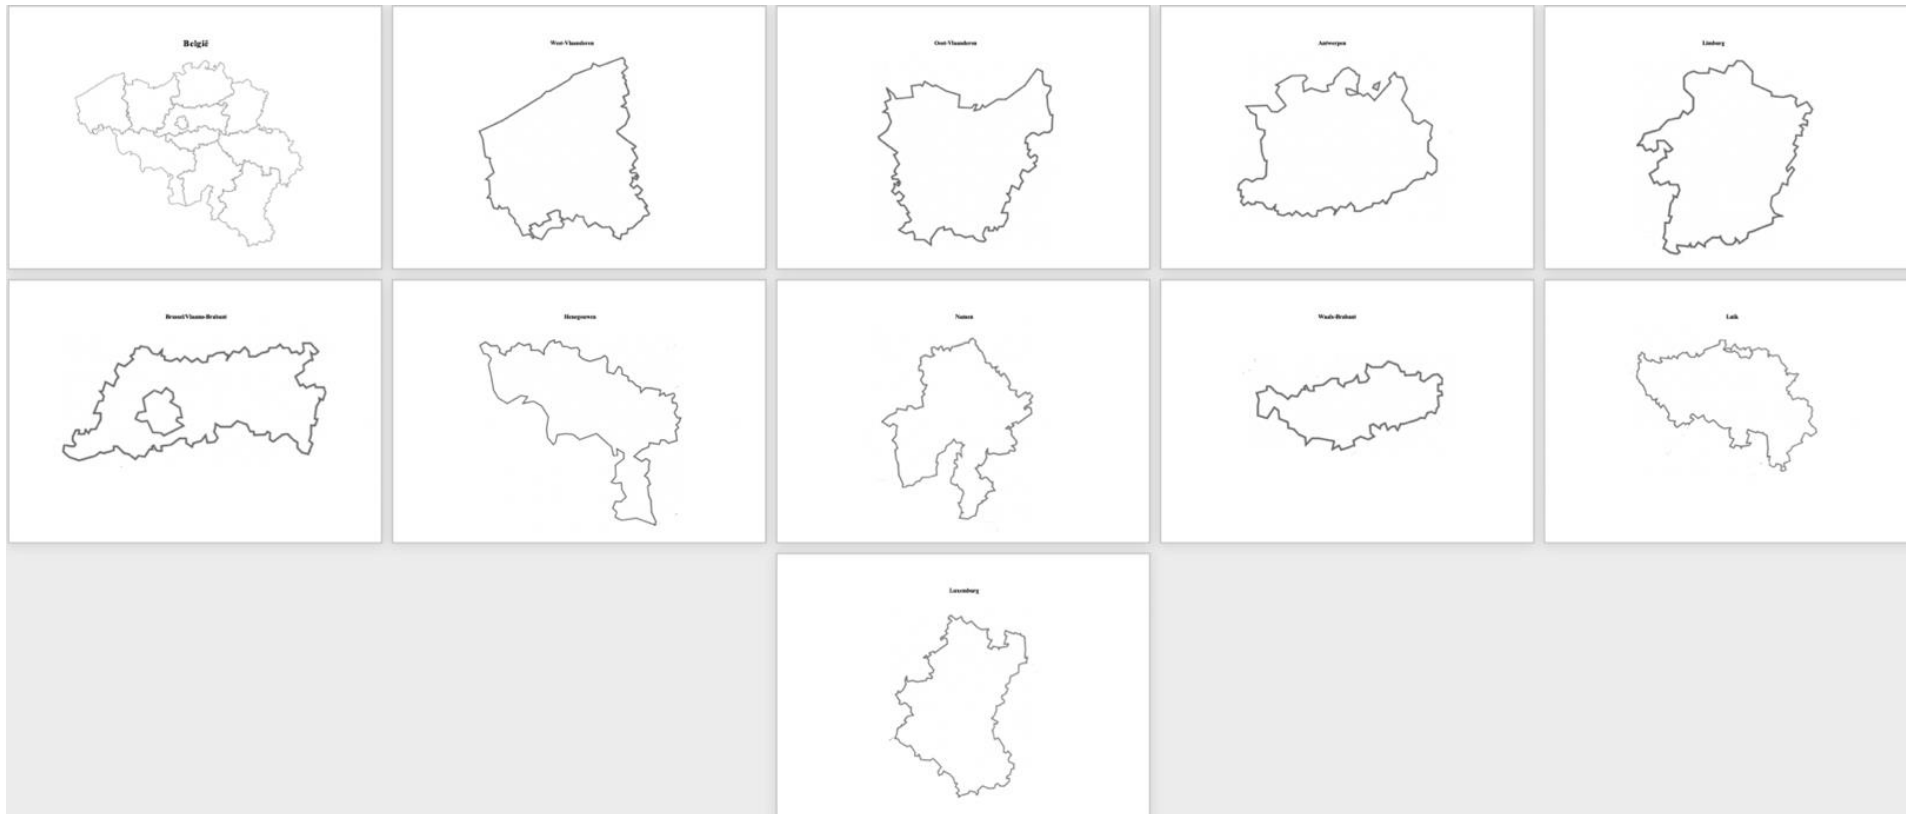 België
West-Vlaanderen
Oost-Vlaanderen
Antwerpen
Limburg
Brussel/Vlaams-Brabant
Henegouwen
Namen
Waals-Brabant
Luik
Luxemburg